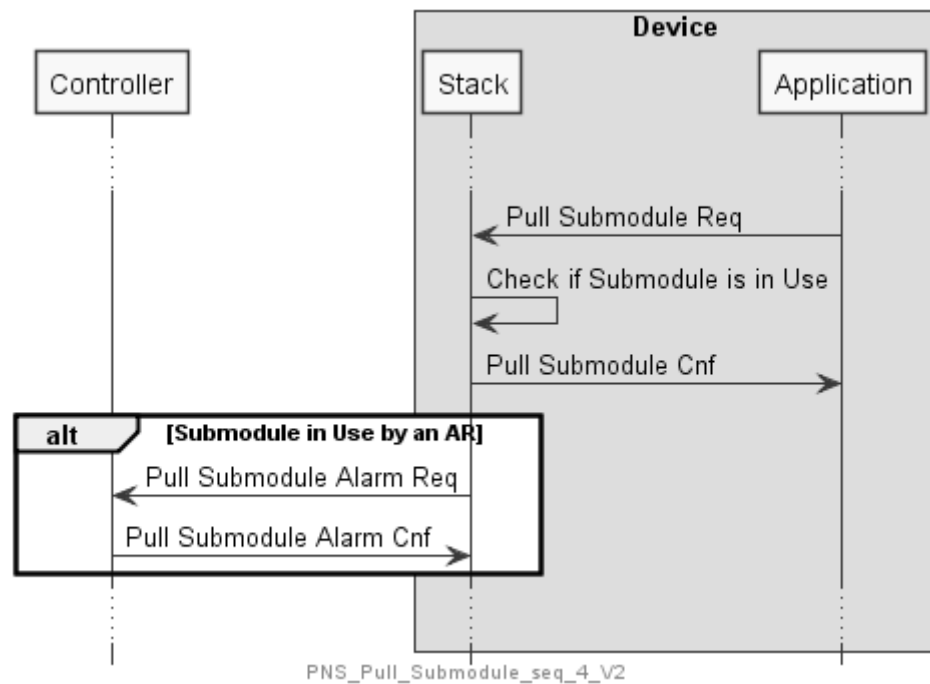 Device
Controller
Stack
Application
Pull Submodule Req
Check if Submodule is in Use
Pull Submodule Cnf
alt
[Submodule in Use by an AR]
Pull Submodule Alarm Req
Pull Submodule Alarm Cnf
PNS_Pull_Submodule_seq_4_V2